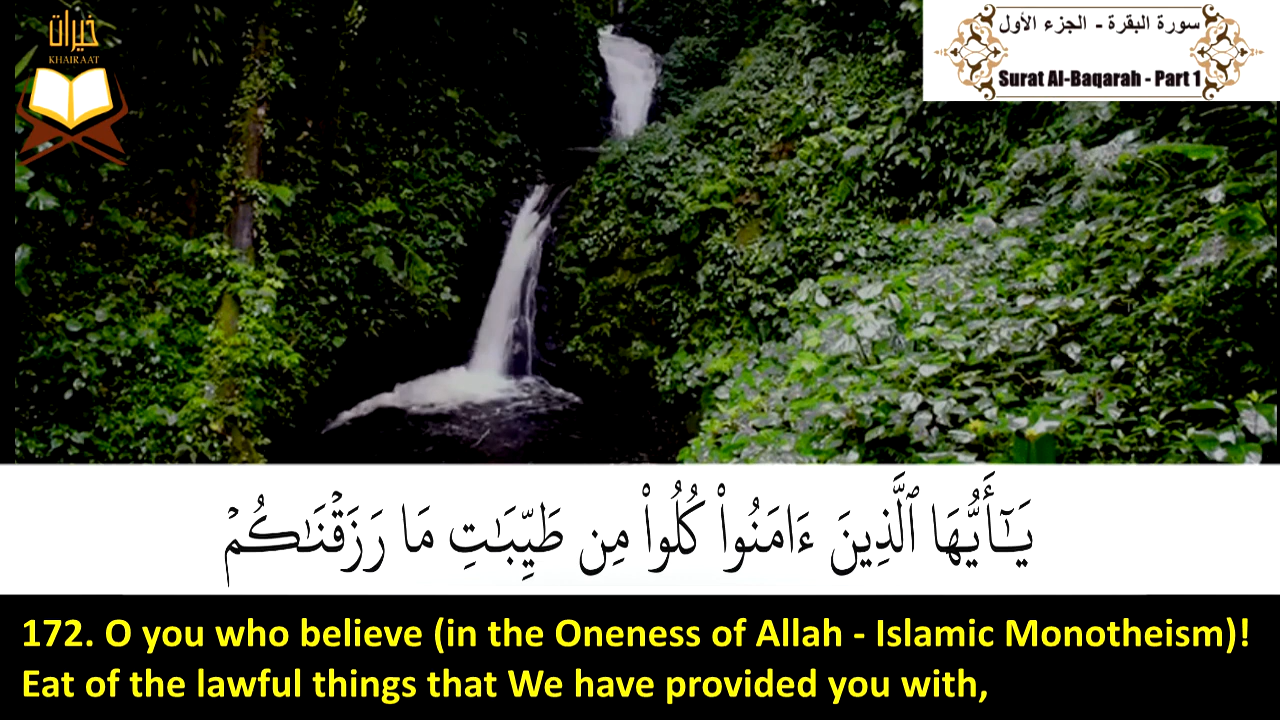 خيرات
KHAIRAAT
سورة البقرة - الجزء الأول
Surat Al-Baqarah - Part 1
يَـٰٓأَيُّهَا ٱلَّذِينَ ءَامَنُوا۟ كُلُوا۟ مِن طَيِّبَـٰتِ مَا رَزَقْنَـٰكُمْ
172. O you who believe (in the Oneness of Allah - Islamic Monotheism)!
Eat of the lawful things that We have provided you with,